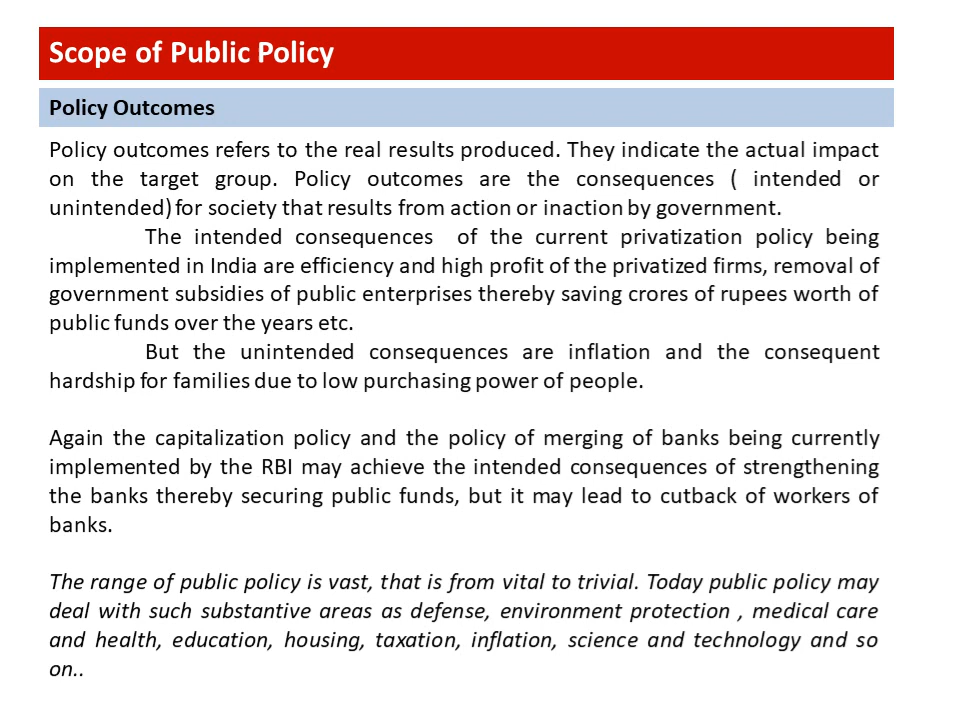 Scope of Public Policy
Policy Outcomes
Policy outcomes refers to the real results produced. They indicate the actual impact
on the target group. Policy outcomes are the consequences ( intended or
unintended) for society that results from action or inaction by government.
The intended consequences  of the current privatization policy being
implemented in India are efficiency and high profit of the privatized firms, removal of
government subsidies of public enterprises thereby saving crores of rupees worth of
public funds over the years etc.
But the unintended consequences are inflation and the consequent
hardship for families due to low purchasing power of people.
Again the capitalization policy and the policy of merging of banks being currently
implemented by the RBI may achieve the intended consequences of strengthening
the banks thereby securing public funds, but it may lead to cutback of workers of
banks.
The range of public policy is vast, that is from vital to trivial. Today public policy may
deal with such substantive areas as defense, environment protection , medical care
and health, education, housing, taxation, inflation, science and technology and so
on..